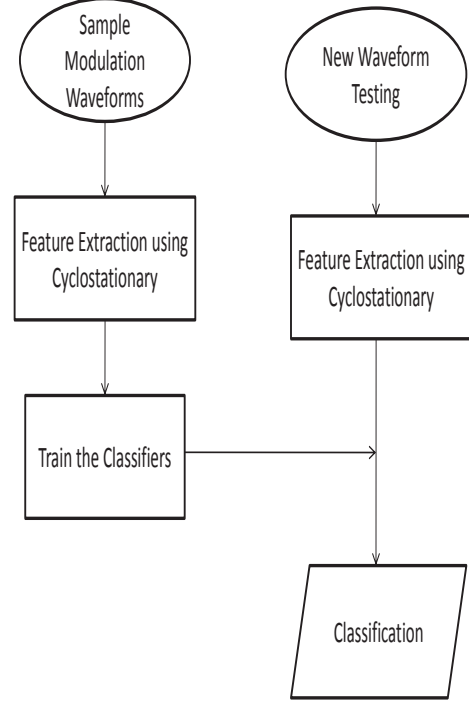 Sample
Modulation
Waveforms
New Waveform
Testing
Feature Extraction using
Cyclostationary
Feature Extraction using
Cyclostationary
Train the Classifiers
Classification